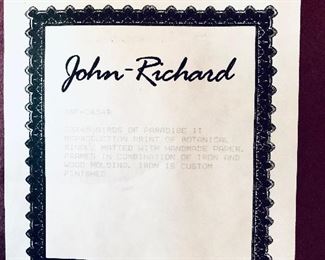 John-Richard
BIRDS OF PARADISE II
REPRODUCTION PRINT OF BOTANICAL
MATTED WITH HANDMADE PAPER.
FRAMED IN COMBINATION OF IRON AND
WOOD MOLDING. IRON IS CUSTOM
FINISHED